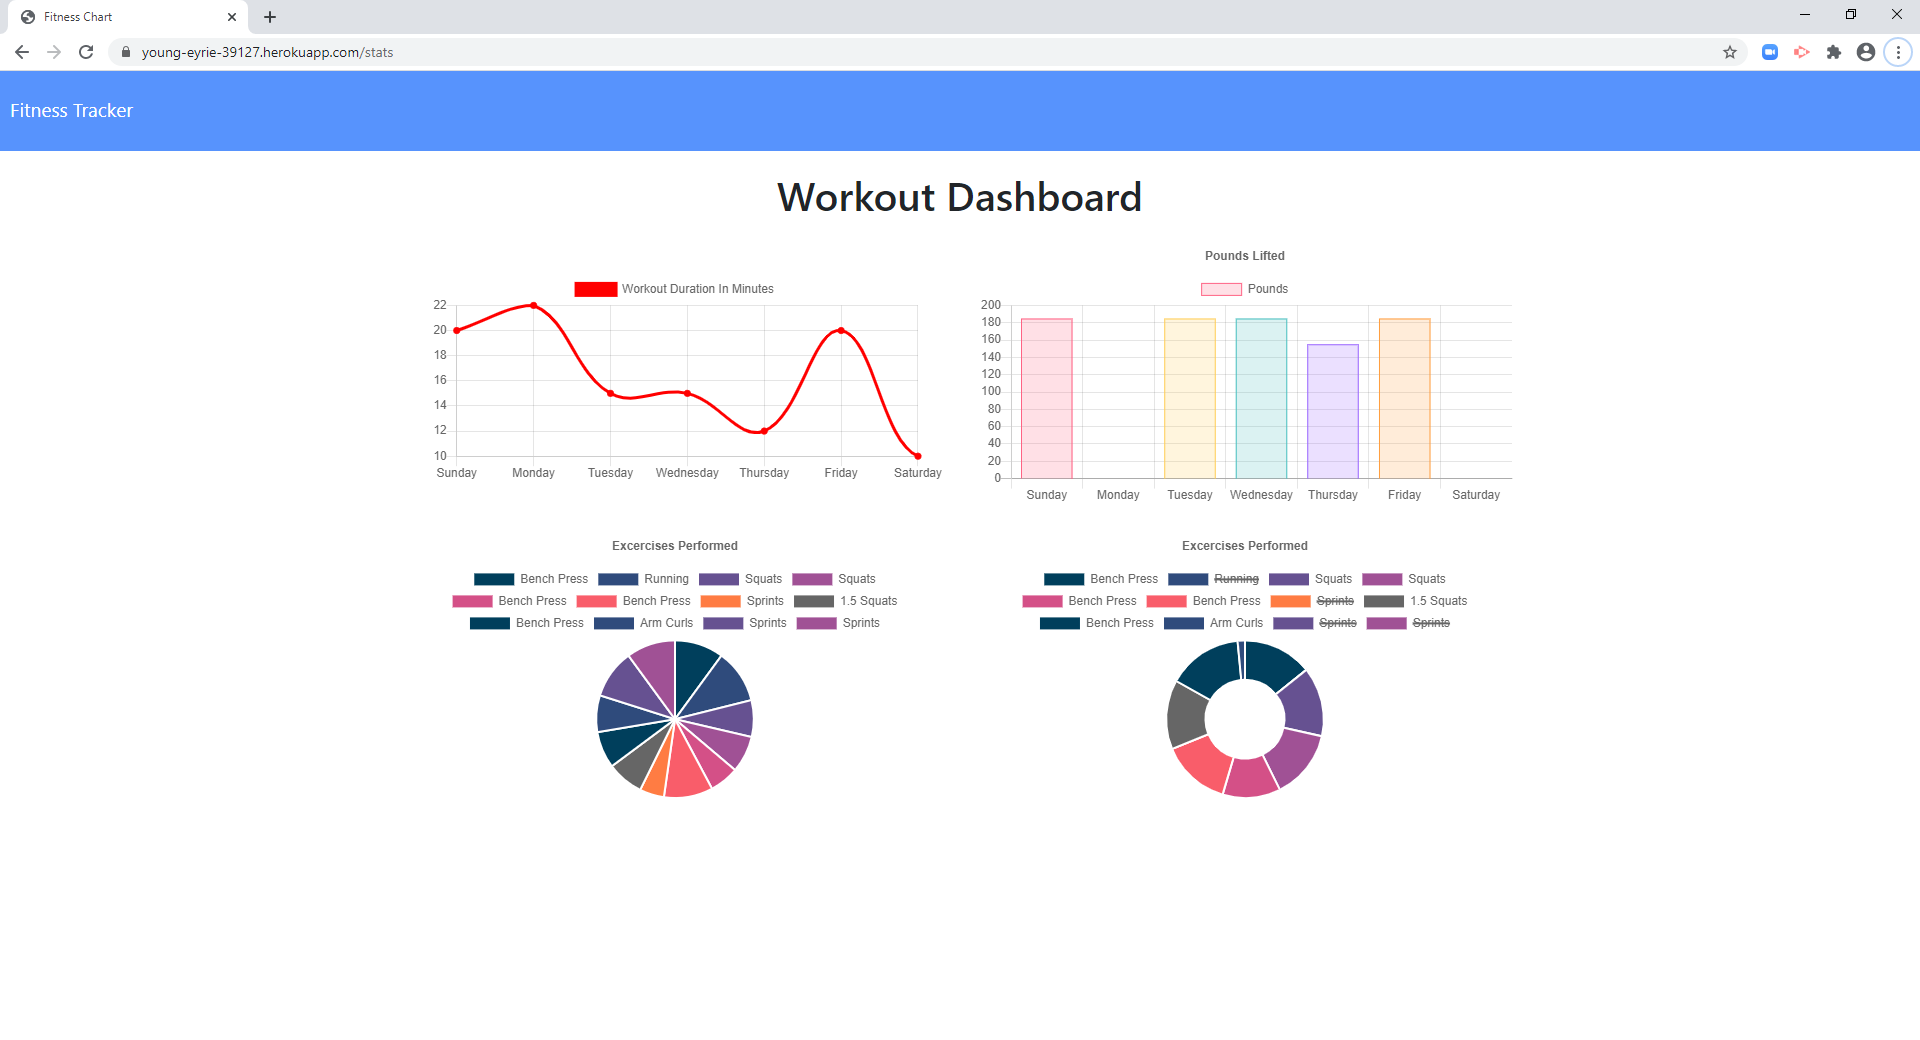 Fitness Chart
young-eyrie-39127.herokuapp.com/stats
Fitness Tracker
Workout Dashboard
Workout Duration In Minutes
22
20
18
16
14
12
10
Sunday Monday Tuesday Wednesday Thursday Friday Saturday
Pounds Lifted
Pounds
200
180
160
140
120
100
80
60
40
20
0
Sunday Monday Tuesday Wednesday Thursday Friday Saturday
Excercises Performed
Bench Press Running Squats Squats
Bench Press Bench Press Sprints 1.5 Squats
Bench Press Arm Curls Sprints Sprints
Excercises Performed
Bench Press Running Squats Squats
Bench Press Bench Press Sprints 1.5 Squats
Bench Press Arm Curls Sprints Sprints